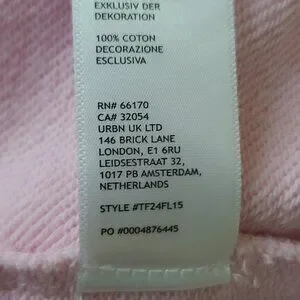 EXKLUSIV DER
DEKORATION
100% COTON
DECORAZIONE
ESCLUSIVA
RN# 66170
CA# 32054
URBN UK LTD
146 BRICK LANE
LONDON, E1 6RU
LEIDSESTRAAT 32,
1017 PB AMSTERDAM,
NETHERLANDS
STYLE #TF24FL15
PO #0004876445